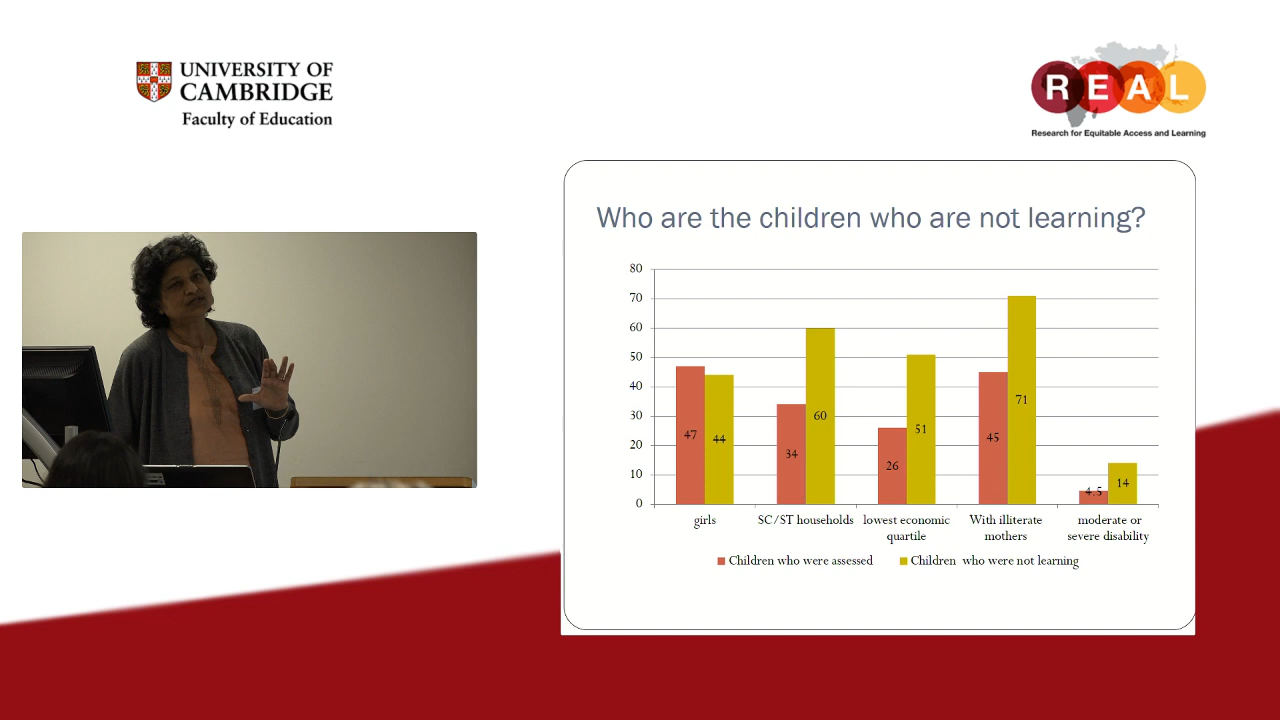 UNIVERSITY OF
CAMBRIDGE
Faculty of Education
R E A L
Research for Equitable Access and Learning
Who are the children who are not learning?
80
70
60
50
40
30
20
10
0
47
44
34
60
26
51
45
71
4.5
14
girls
SC/ST households
lowest economic
quartile
With illiterate
mothers
moderate or
severe disability
Children who were assessed
Children who were not learning